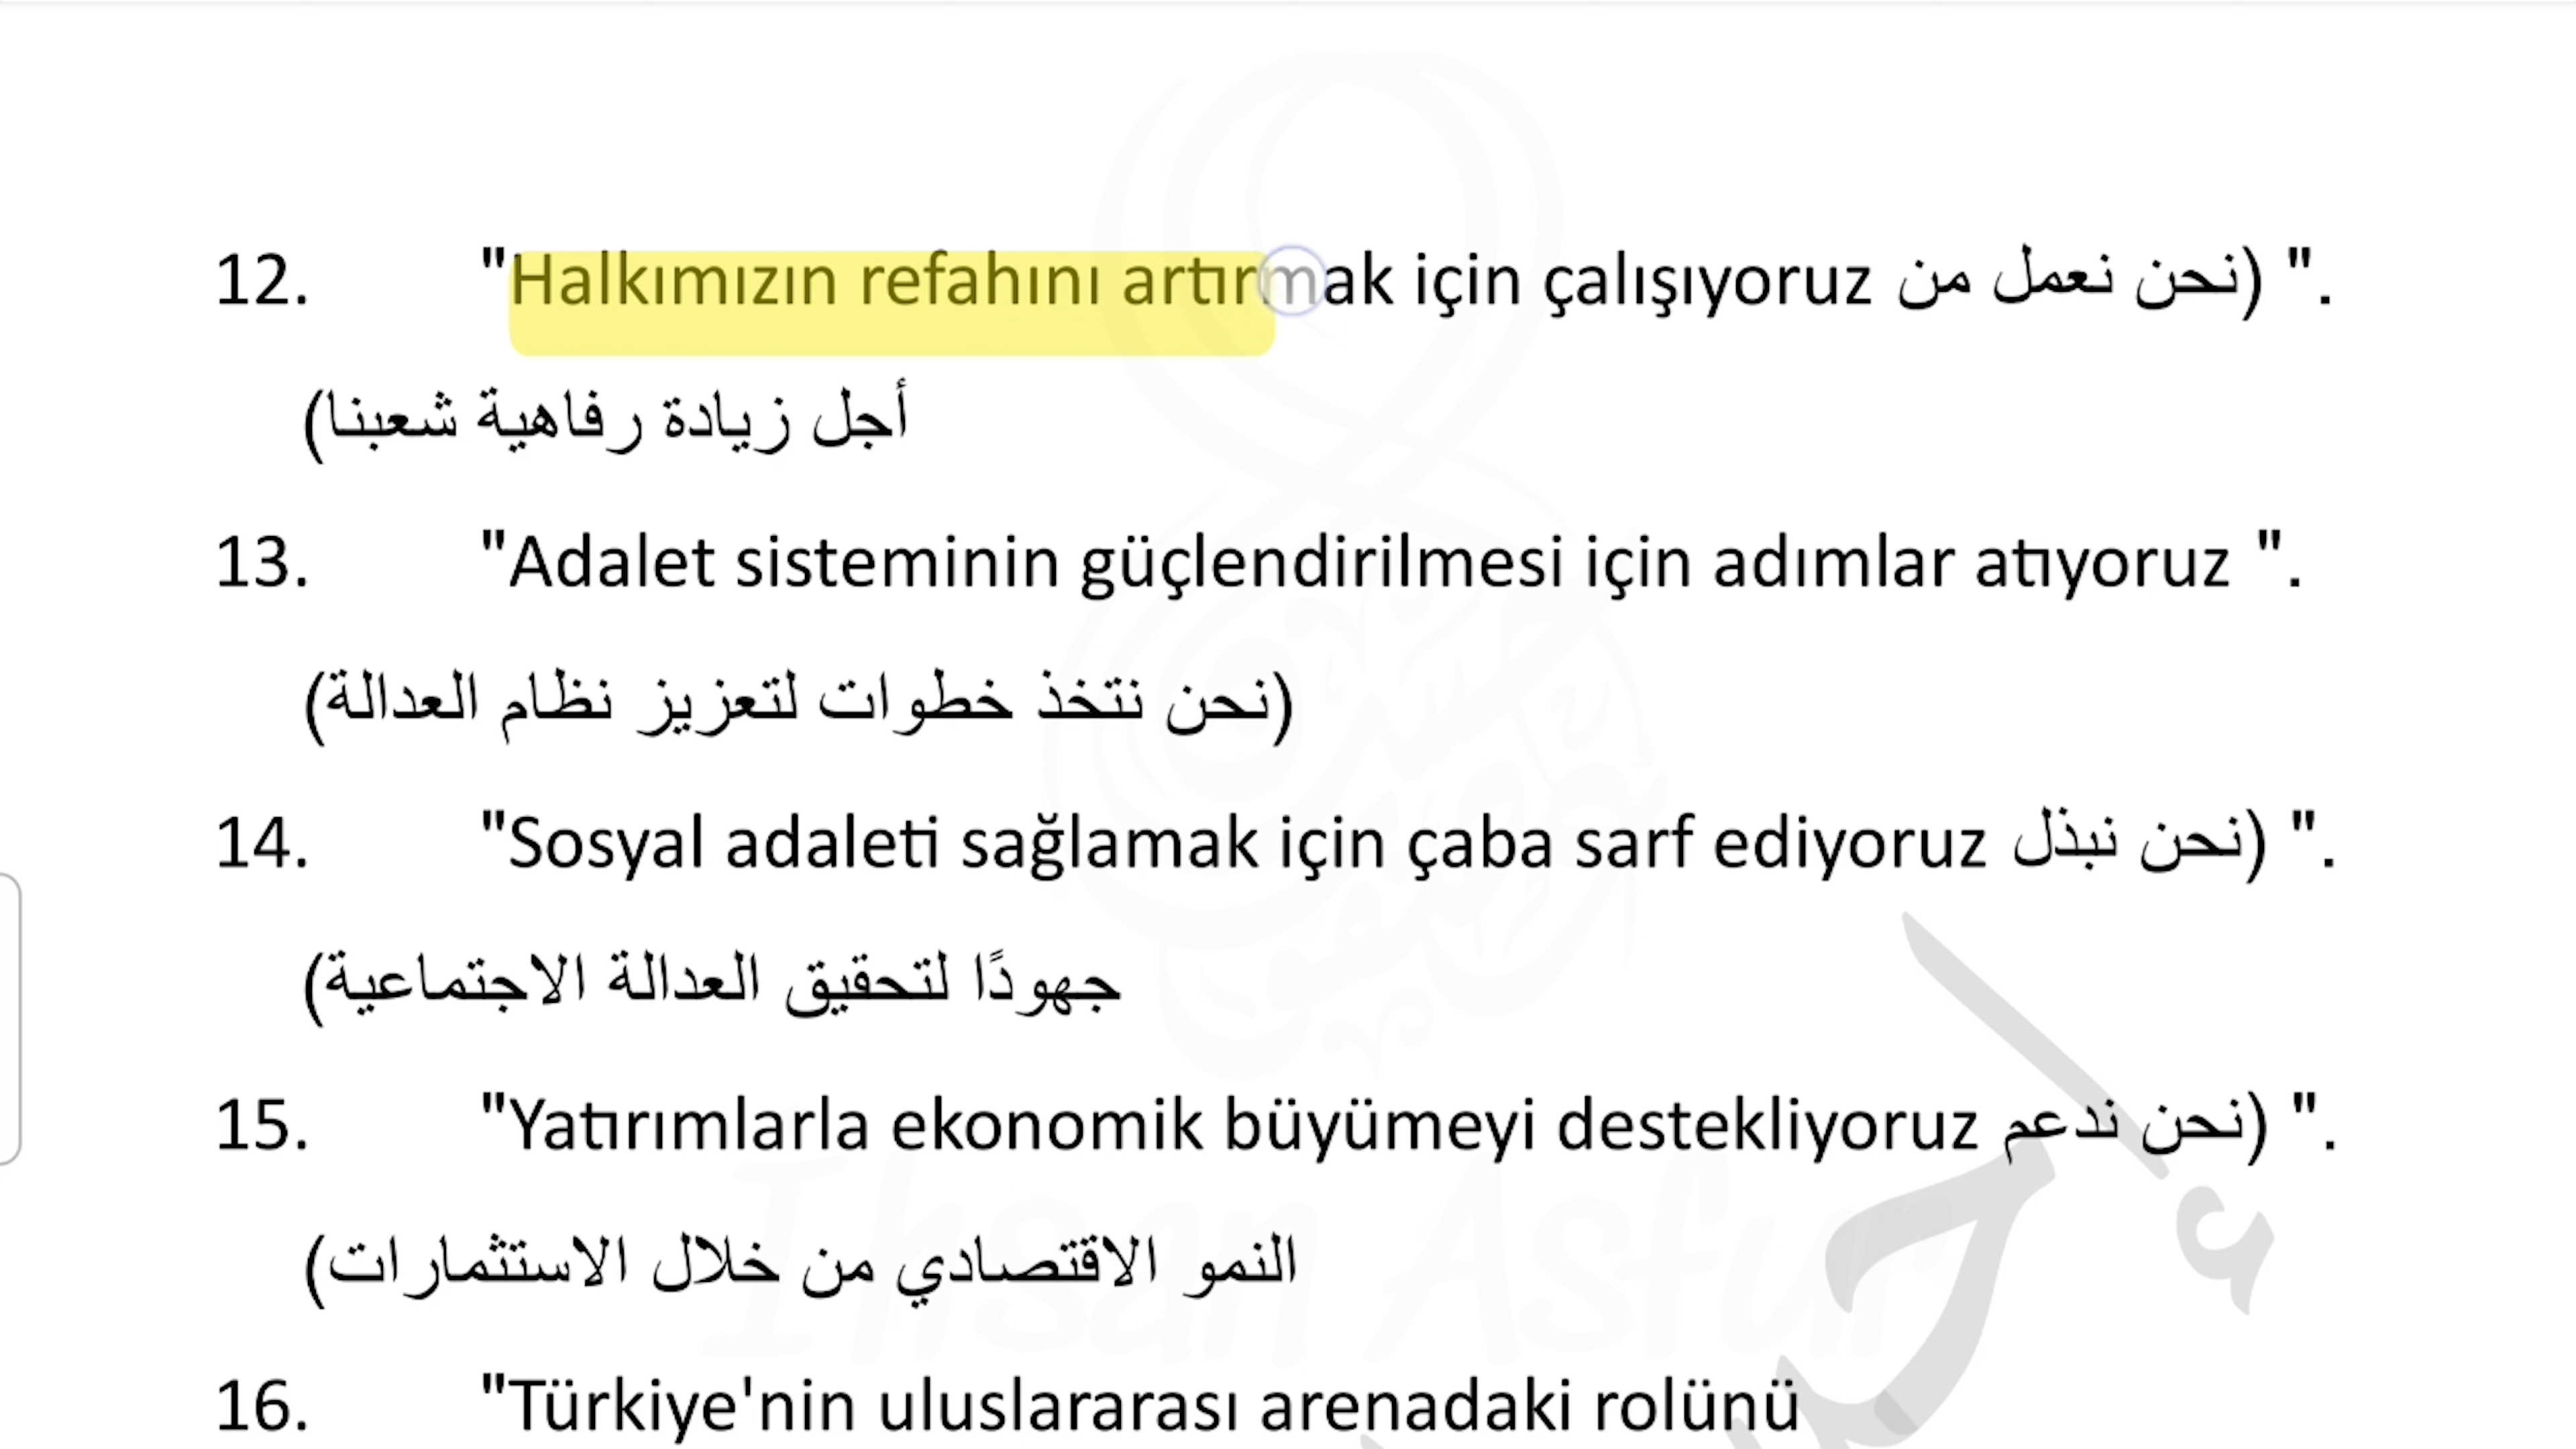 12. "Halkımızın refahını artırmak için çalışıyoruz (نحن نعمل من ".
أجل زيادة رفاهية شعبنا)
13. "Adalet sisteminin güçlendirilmesi için adımlar atıyoruz ".
(نحن نتخذ خطوات لتعزيز نظام العدالة)
14. "Sosyal adaleti sağlamak için çaba sarf ediyoruz (نحن نبذل ".
جهودًا لتحقيق العدالة الاجتماعية)
15. "Yatırımlarla ekonomik büyümeyi destekliyoruz (نحن ندعم ".
النمو الاقتصادي من خلال الاستثمارات)
16. "Türkiye'nin uluslararası arenadaki rolünü
Ihsan Asfur